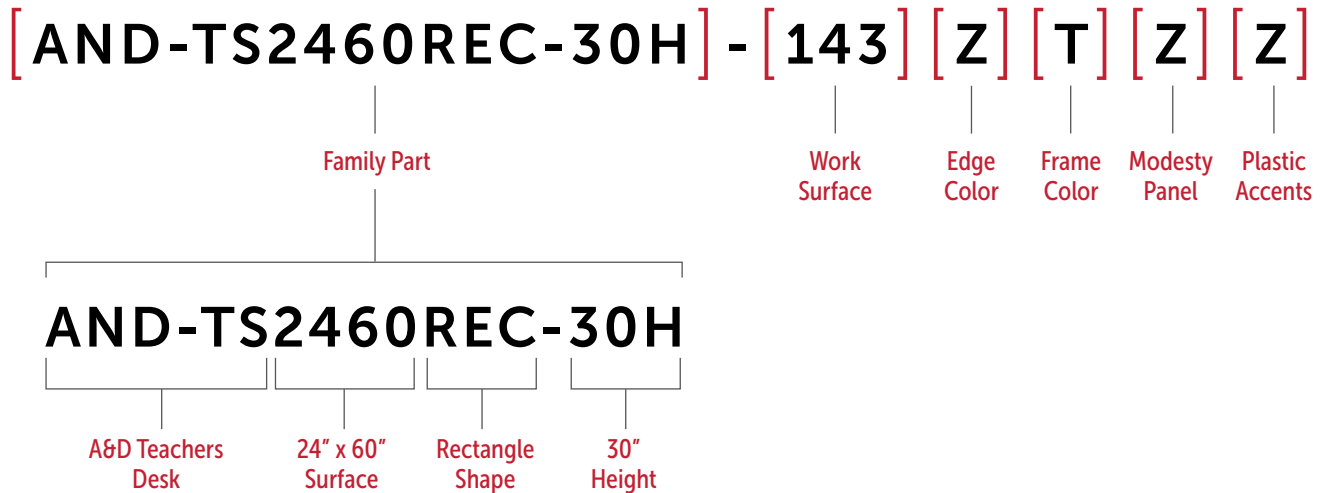 [AND-TS2460REC-30H] - [143] [Z] [T] [Z] [Z]
Family Part
Work Surface
Edge Color
Frame Color
Modesty Panel
Plastic Accents
AND-TS2460REC-30H
A&D Teachers Desk
24” x 60” Surface
Rectangle Shape
30” Height